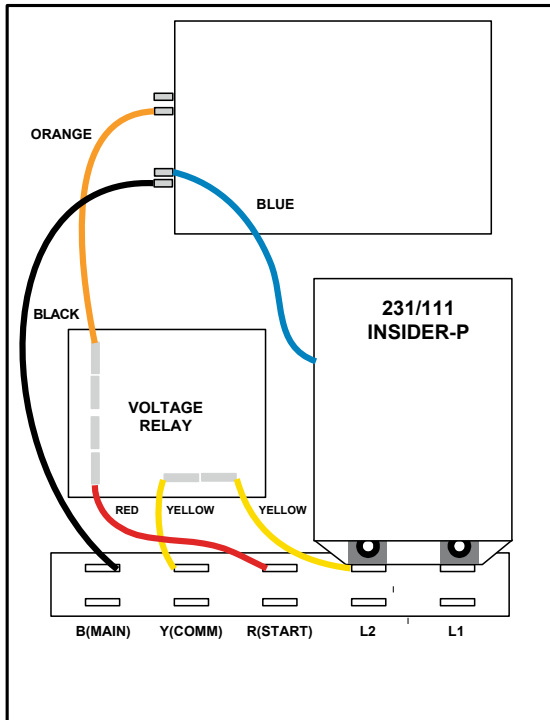 ORANGE
BLUE
231/111
INSIDER-P
BLACK
VOLTAGE
RELAY
RED YELLOW YELLOW
B(MAIN) Y(COMM) R(START) L2 L1